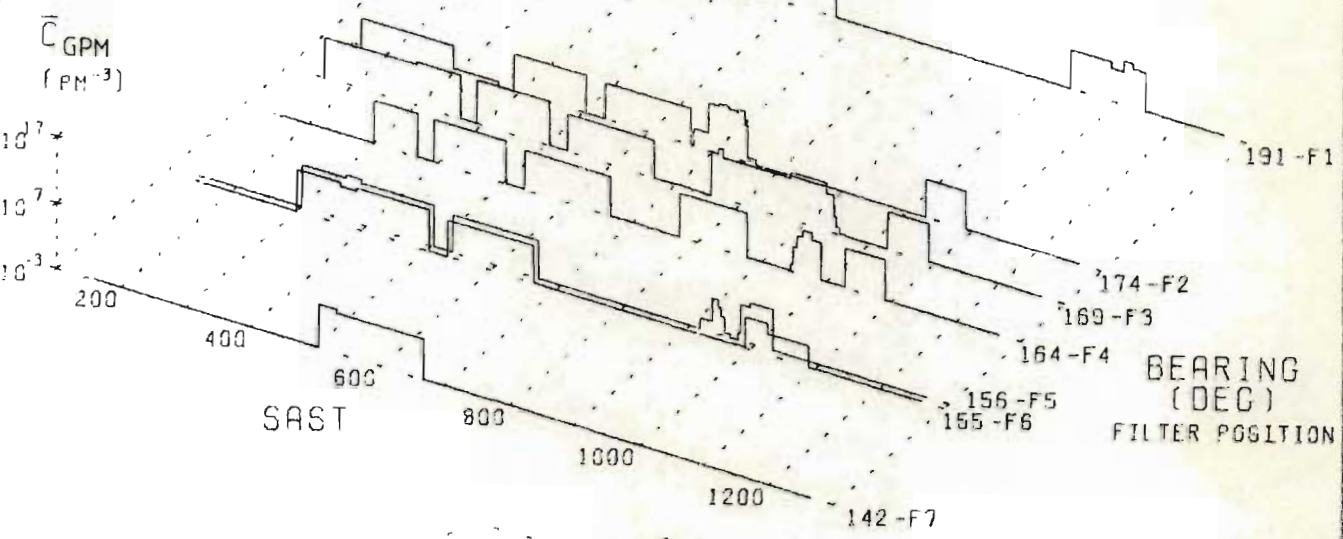 C̄ GPM
(PM⁻³)
10¹⁷
10⁷
10⁻³
200
400
600
800
1000
1200
SAST
191-F1
174-F2
169-F3
164-F4
156-F5
155-F6
142-F7
BEARING
(DEG)
FILTER POSITION